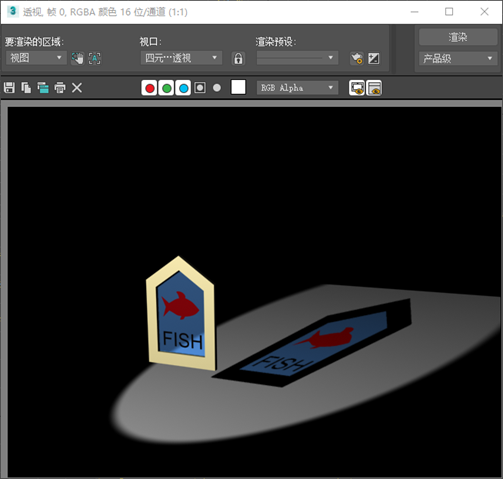 3 透视, 帧 0, RGBA 颜色 16 位/通道 (1:1)
要渲染的区域:
视口:
渲染预设:
渲染
视图
四元…透视
产品级
RGB Alpha
FISH
FISH